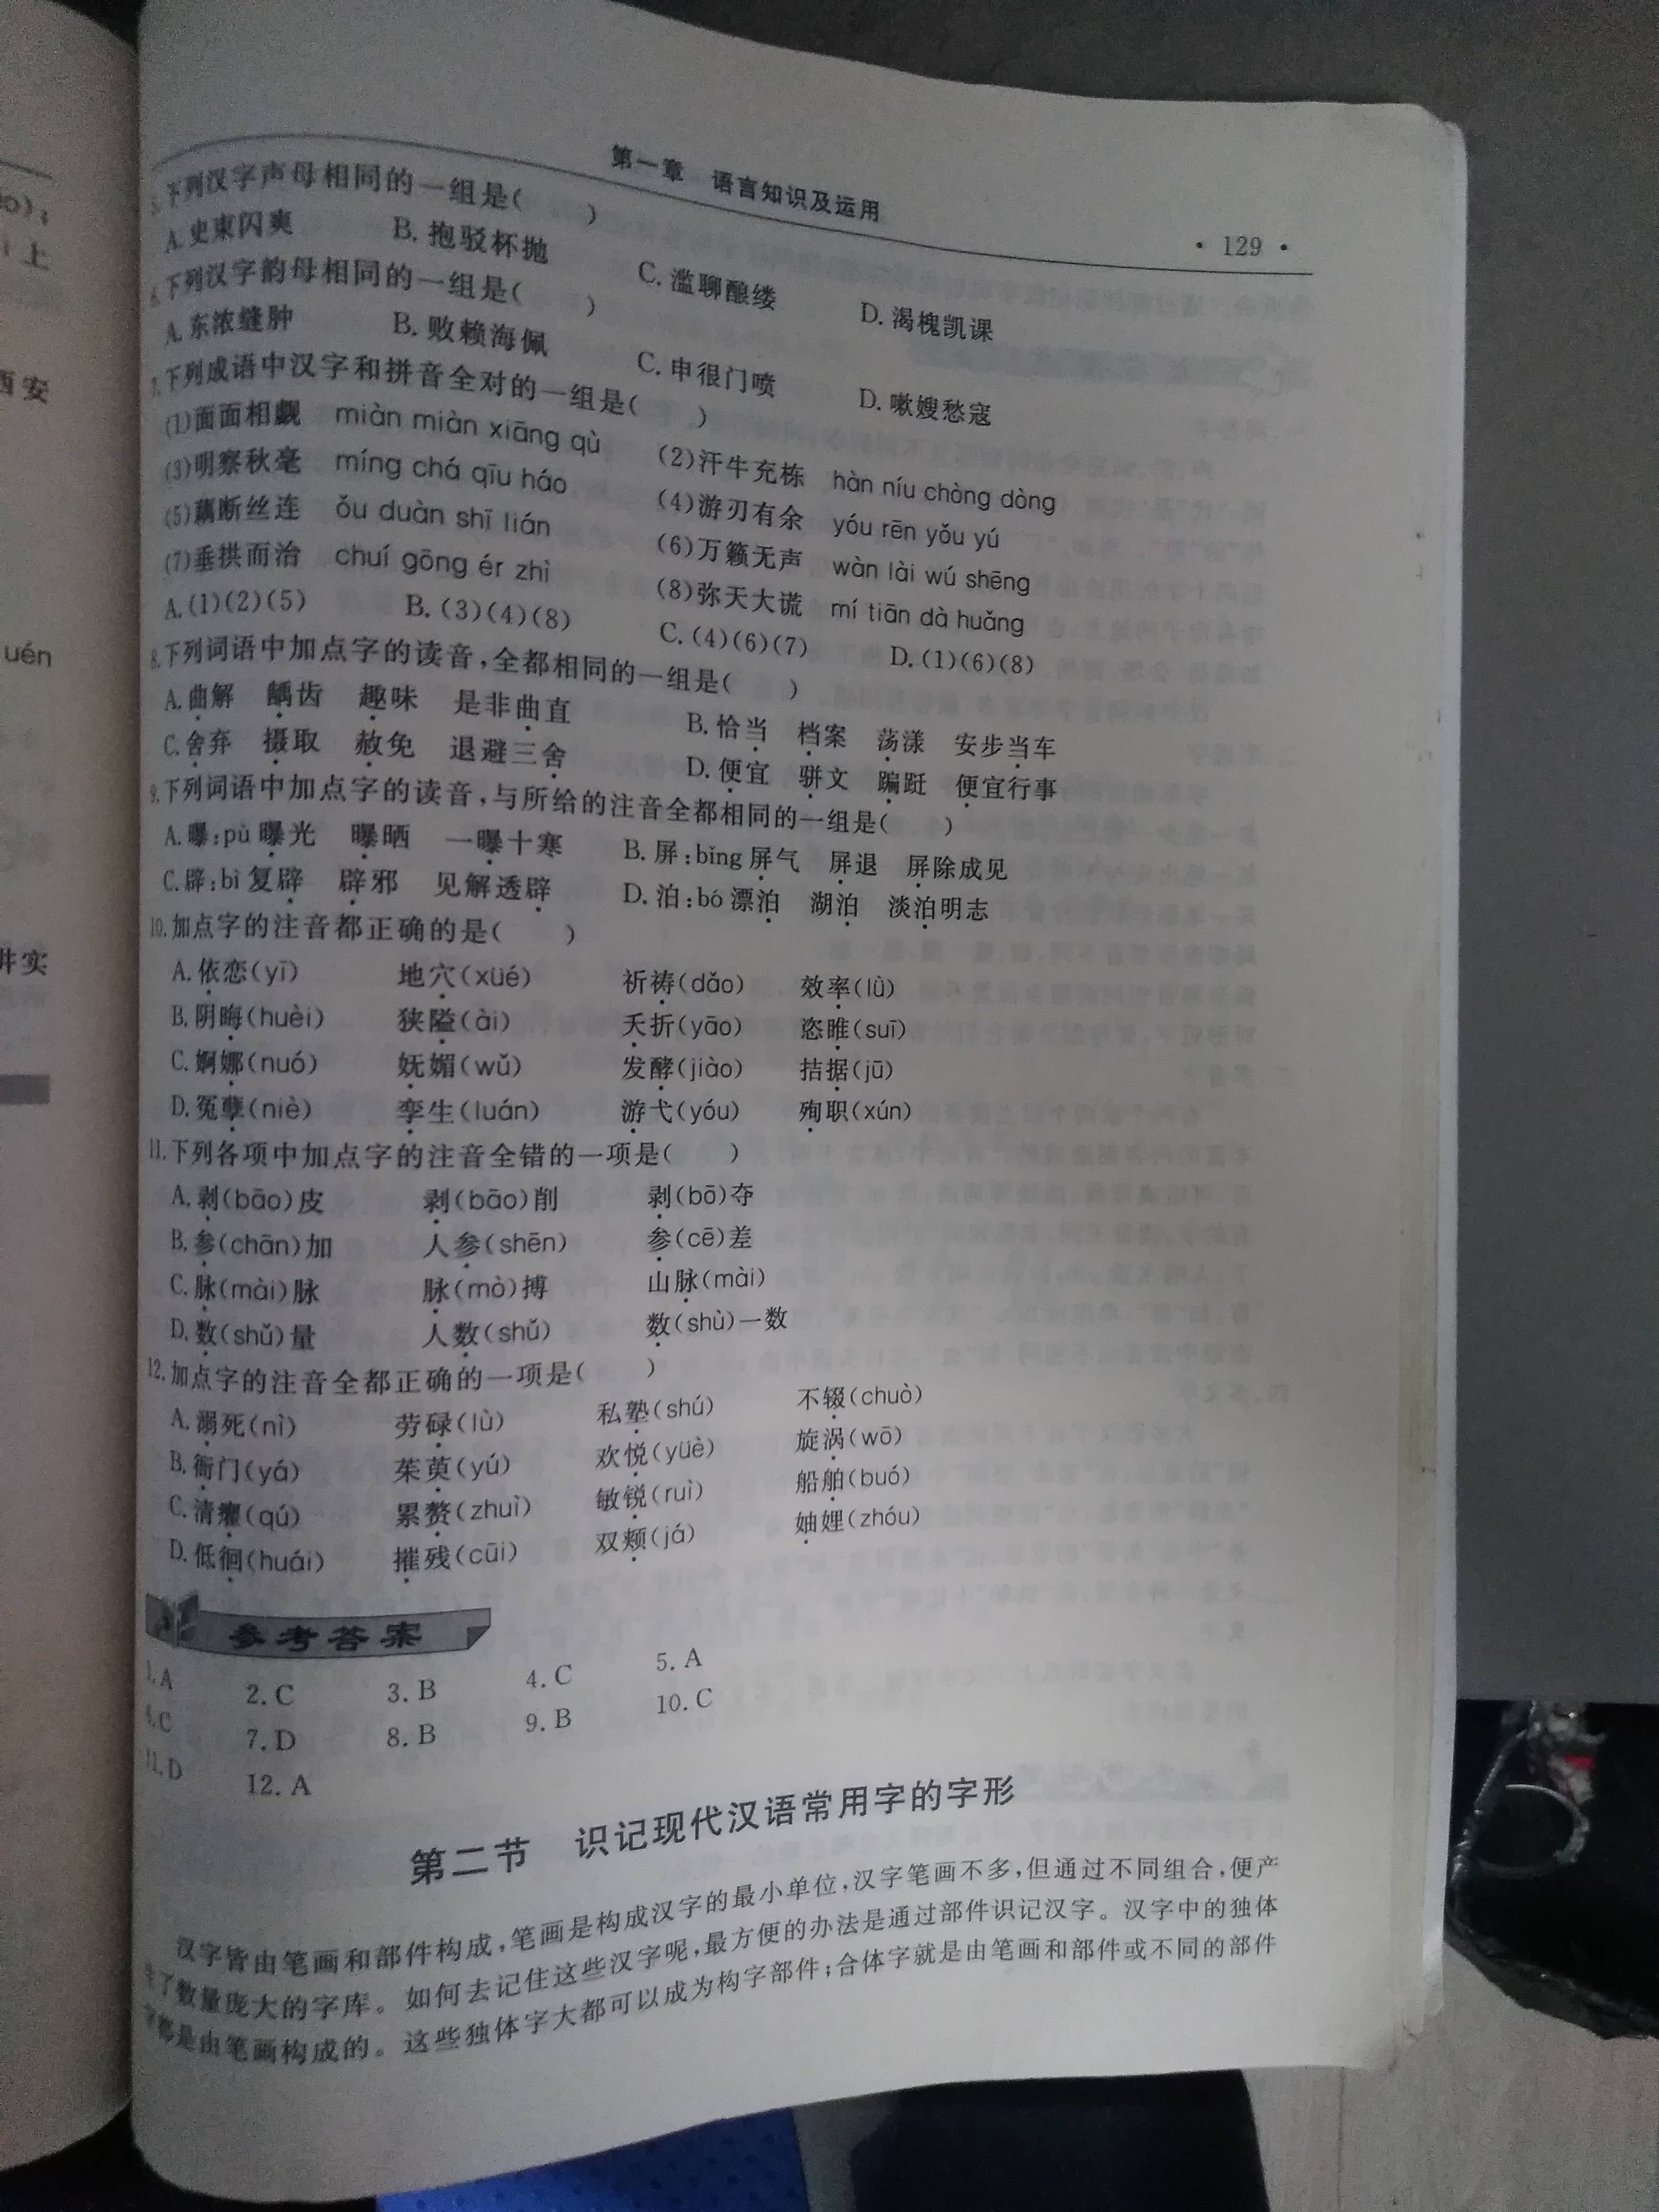 第一章 语言知识及运用
· 129 ·
下列汉字声母相同的一组是( )
A.史束闪爽 B.抱驳杯抛 C.滥聊酿缕 D.渴槐凯课
下列汉字韵母相同的一组是( )
A.东浓缝肿 B.败赖海佩 C.申很门喷 D.嗽嫂愁寇
7.下列成语中汉字和拼音全对的一组是( )
(1)面面相觑 miàn miàn xiāng qù (2)汗牛充栋 hàn níu chòng dòng
(3)明察秋毫 míng chá qīu háo (4)游刃有余 yóu rēn yǒu yú
(5)藕断丝连 ǒu duàn shī lián (6)万籁无声 wàn lài wú shēng
(7)垂拱而治 chuí gōng ér zhì (8)弥天大谎 mí tiān dà huǎng
A.(1)(2)(5) B.(3)(4)(8) C.(4)(6)(7) D.(1)(6)(8)
8.下列词语中加点字的读音,全都相同的一组是( )
A.曲解 龋齿 趣味 是非曲直 B.恰当 档案 荡漾 安步当车
C.舍弃 摄取 赦免 退避三舍 D.便宜 骈文 蹁跹 便宜行事
9.下列词语中加点字的读音,与所给的注音全都相同的一组是( )
A.曝:pù 曝光 曝晒 一曝十寒 B.屏:bǐng 屏气 屏退 屏除成见
C.辟:bì 复辟 辟邪 见解透辟 D.泊:bó 漂泊 湖泊 淡泊明志
10.加点字的注音都正确的是( )
A.依恋(yī) 地穴(xüé) 祈祷(dǎo) 效率(lǜ)
B.阴晦(huèi) 狭隘(ài) 夭折(yāo) 恣睢(suī)
C.婀娜(nuó) 妩媚(wǔ) 发酵(jiào) 拮据(jū)
D.冤孽(niè) 孪生(luán) 游弋(yóu) 殉职(xún)
11.下列各项中加点字的注音全错的一项是( )
A.剥(bāo)皮 剥(bāo)削 剥(bō)夺
B.参(chān)加 人参(shēn) 参(cē)差
C.脉(mài)脉 脉(mò)搏 山脉(mài)
D.数(shǔ)量 人数(shǔ) 数(shù)一数
12.加点字的注音全都正确的一项是( )
A.溺死(nì) 劳碌(lù) 私塾(shú) 不辍(chuò)
B.衙门(yá) 茱萸(yú) 欢悦(yüè) 旋涡(wō)
C.清癯(qú) 累赘(zhuì) 敏锐(ruì) 船舶(buó)
D.低徊(huái) 摧残(cūi) 双颊(já) 妯娌(zhóu)
参考答案
1.A 2.C 3.B 4.C 5.A
6.C 7.D 8.B 9.B 10.C
11.D 12.A
第二节 识记现代汉语常用字的字形
汉字皆由笔画和部件构成,笔画是构成汉字的最小单位,汉字笔画不多,但通过不同组合,便产
生了数量庞大的字库。如何去记住这些汉字呢,最方便的办法是通过部件识记汉字。汉字中的独体
字都是由笔画构成的。这些独体字大都可以成为构字部件;合体字就是由笔画和部件或不同的部件
上
西安
uén
井实